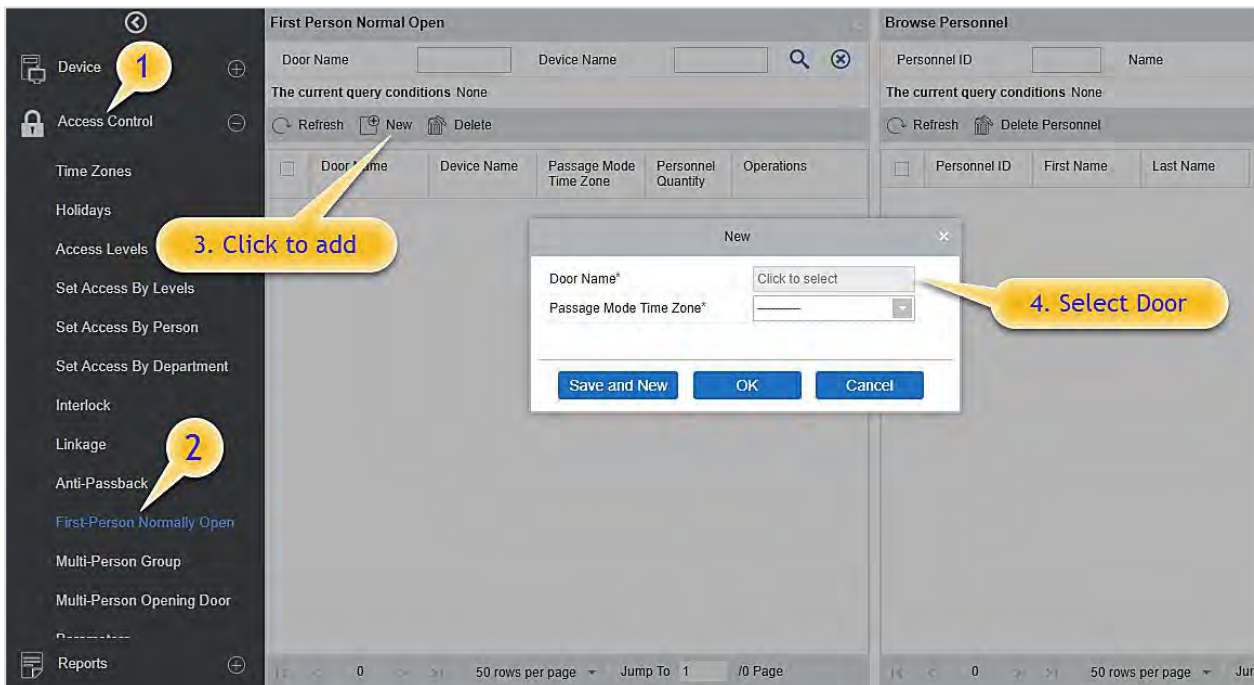 1
Device
Access Control
Time Zones
Holidays
Access Levels
Set Access By Levels
Set Access By Person
Set Access By Department
Interlock
Linkage
2
Anti-Passback
First-Person Normally Open
Multi-Person Group
Multi-Person Opening Door
Reports
First Person Normal Open
Door Name Device Name
The current query conditions None
Refresh New Delete
Door Name Device Name Passage Mode Time Zone Personnel Quantity Operations
3. Click to add
New
Door Name* Click to select
Passage Mode Time Zone* ---------
4. Select Door
Save and New OK Cancel
0 50 rows per page Jump To 1 /0 Page
Browse Personnel
Personnel ID Name
The current query conditions None
Refresh Delete Personnel
Personnel ID First Name Last Name
0 50 rows per page